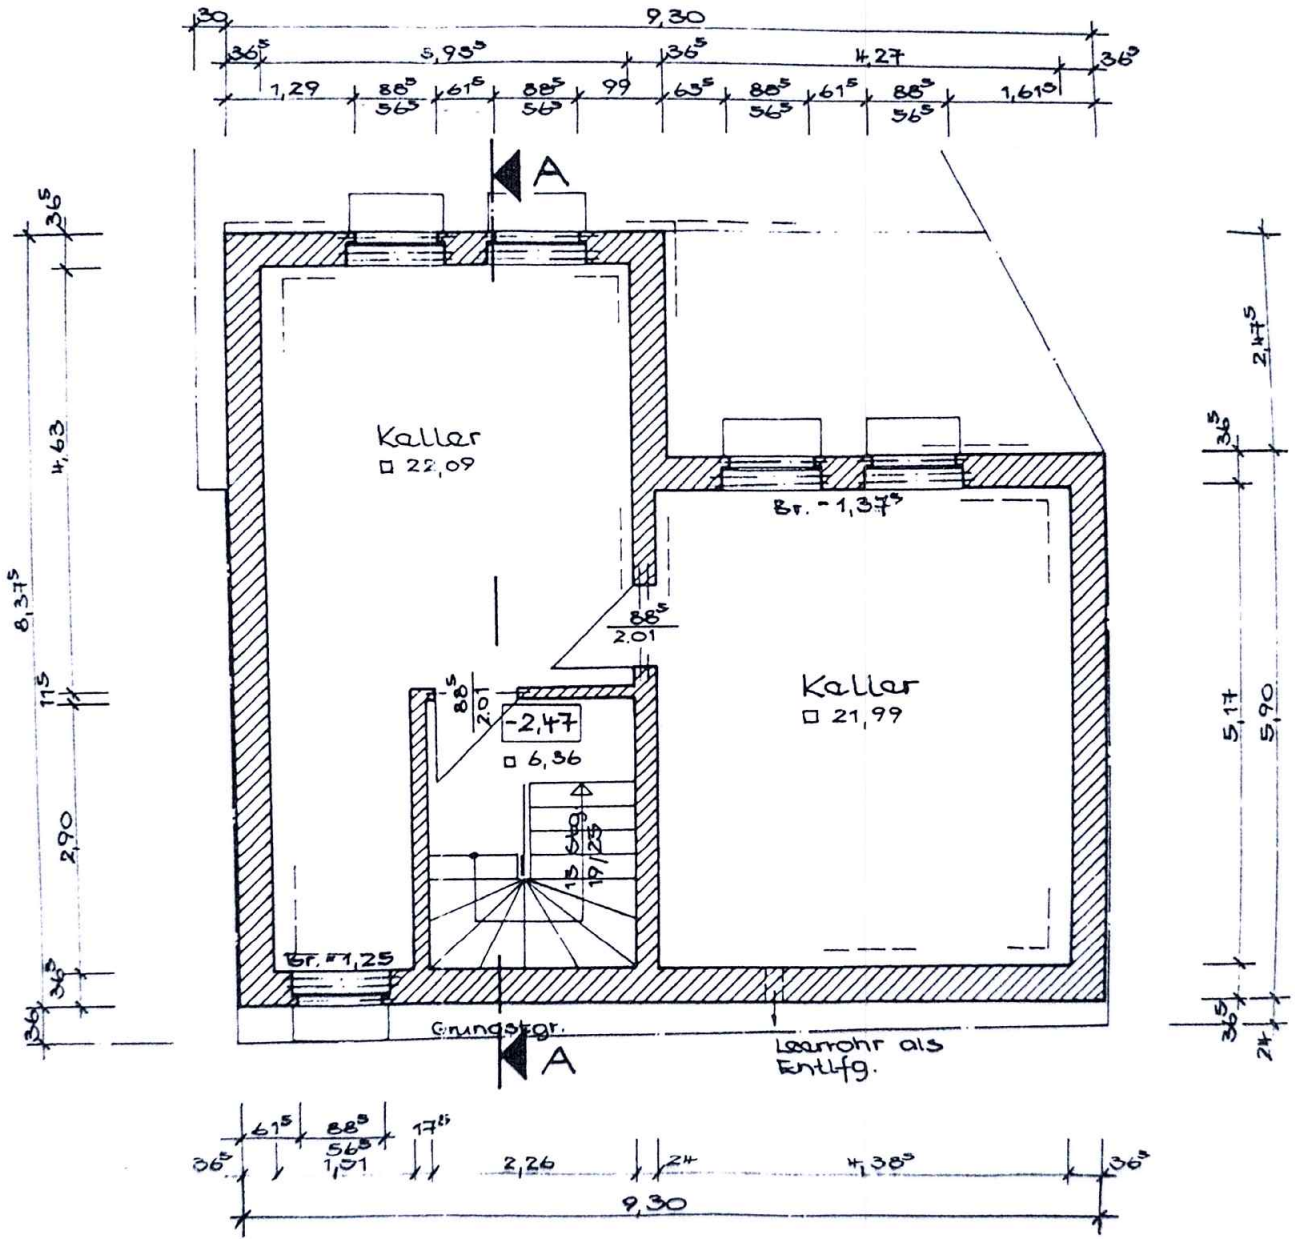 30 9,30
36⁵ 3,95⁵ 36⁵ 4,27 36⁵
1,29 88⁵ 61⁵ 88⁵ 99 63⁵ 88⁵ 61⁵ 88⁵ 1,61⁵
56⁵ 56⁵ 56⁵ 56⁵
A
36⁵
4,63
8,37⁵
11⁵
2,90
36⁵
36
Keller
□ 22,09
Br. -1,37⁵
88⁵
2.01
88⁵
2.01
-2,47
□ 6,36
Keller
□ 21,99
13 Stg.
19/25
Br. -1,25
2,47⁵
36⁵
5,17
5,90
36⁵
24
Grundstgr.
A
Leerrohr als
Entlfg.
61⁵ 88⁵ 17⁵
56⁵
36⁵ 1,51 2,26 24 4,38⁵ 36⁵
9,30